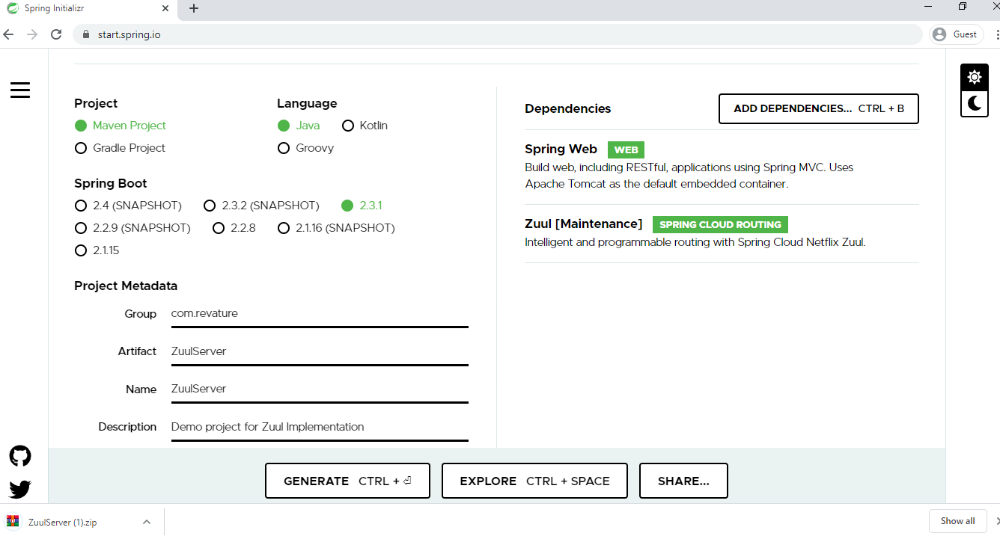 Spring Initializr
start.spring.io
Guest
Project
Maven Project
Gradle Project
Language
Java
Kotlin
Groovy
Spring Boot
2.4 (SNAPSHOT)
2.3.2 (SNAPSHOT)
2.3.1
2.2.9 (SNAPSHOT)
2.2.8
2.1.16 (SNAPSHOT)
2.1.15
Project Metadata
Group com.revature
Artifact ZuulServer
Name ZuulServer
Description Demo project for Zuul Implementation
Dependencies
ADD DEPENDENCIES... CTRL + B
Spring Web WEB
Build web, including RESTful, applications using Spring MVC. Uses
Apache Tomcat as the default embedded container.
Zuul [Maintenance] SPRING CLOUD ROUTING
Intelligent and programmable routing with Spring Cloud Netflix Zuul.
GENERATE CTRL + ⏎
EXPLORE CTRL + SPACE
SHARE...
ZuulServer (1).zip
Show all